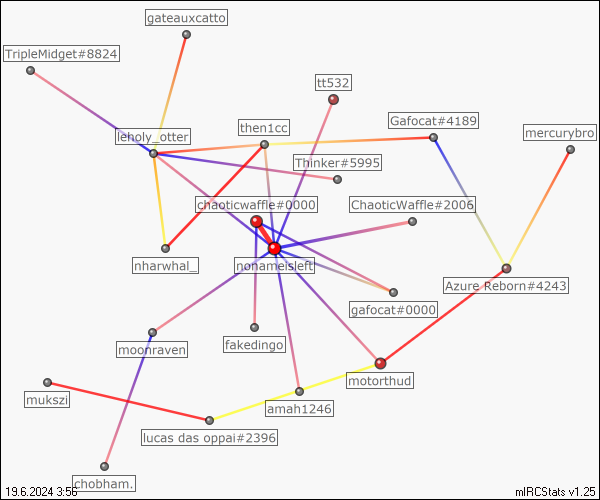 gateauxcatto
TripleMidget#8824
tt532
Gafocat#4189
then1cc
mercurybro
leholy_otter
Thinker#5995
chaoticwaffle#0000
ChaoticWaffle#2006
nharwhal_
nonameisleft
Azure Reborn#4243
gafocat#0000
fakedingo
moonraven
motorthud
mukszi
amah1246
lucas das oppai#2396
chobham.
19.6.2024 3:56
mIRCStats v1.25